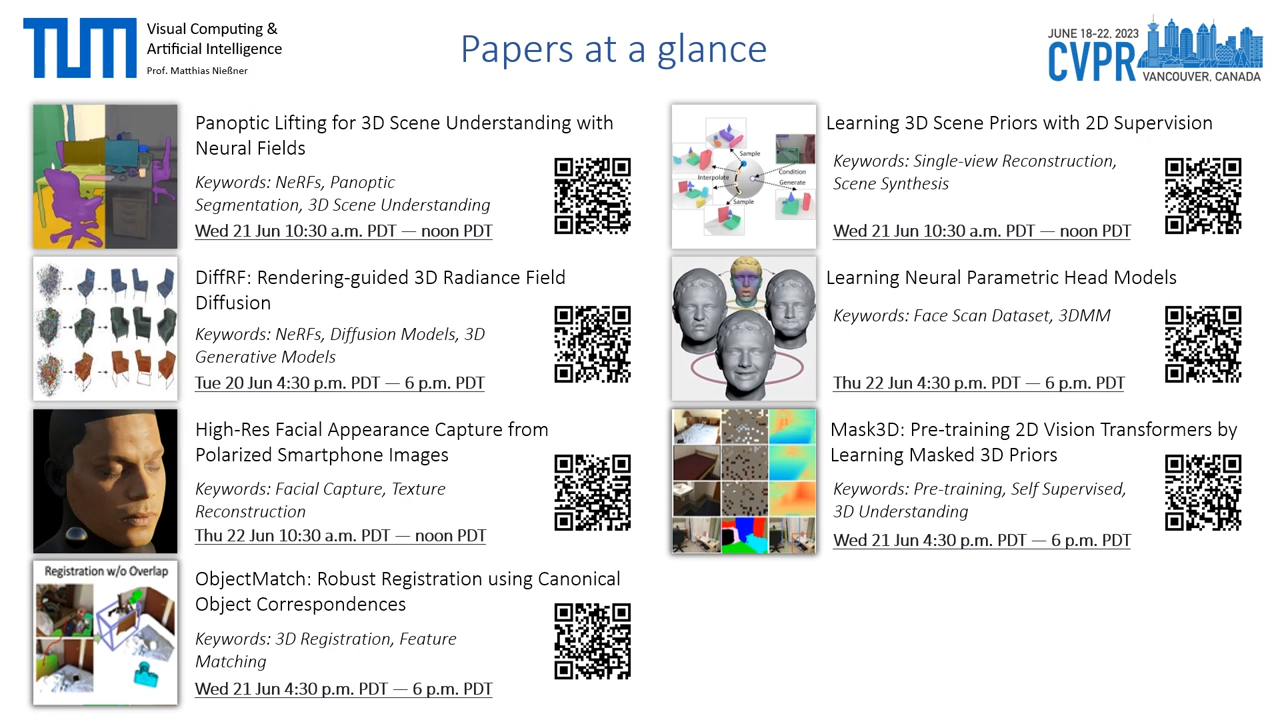 TUM
Visual Computing &
Artificial Intelligence
Prof. Matthias Nießner
Papers at a glance
JUNE 18-22, 2023
CVPR
VANCOUVER, CANADA
Panoptic Lifting for 3D Scene Understanding with
Neural Fields
Keywords: NeRFs, Panoptic
Segmentation, 3D Scene Understanding
Wed 21 Jun 10:30 a.m. PDT — noon PDT
DiffRF: Rendering-guided 3D Radiance Field
Diffusion
Keywords: NeRFs, Diffusion Models, 3D
Generative Models
Tue 20 Jun 4:30 p.m. PDT — 6 p.m. PDT
High-Res Facial Appearance Capture from
Polarized Smartphone Images
Keywords: Facial Capture, Texture
Reconstruction
Thu 22 Jun 10:30 a.m. PDT — noon PDT
Registration w/o Overlap
ObjectMatch: Robust Registration using Canonical
Object Correspondences
Keywords: 3D Registration, Feature
Matching
Wed 21 Jun 4:30 p.m. PDT — 6 p.m. PDT
Sample
Interpolate
Condition
Generate
Sample
Learning 3D Scene Priors with 2D Supervision
Keywords: Single-view Reconstruction,
Scene Synthesis
Wed 21 Jun 10:30 a.m. PDT — noon PDT
Learning Neural Parametric Head Models
Keywords: Face Scan Dataset, 3DMM
Thu 22 Jun 4:30 p.m. PDT — 6 p.m. PDT
Mask3D: Pre-training 2D Vision Transformers by
Learning Masked 3D Priors
Keywords: Pre-training, Self Supervised,
3D Understanding
Wed 21 Jun 4:30 p.m. PDT — 6 p.m. PDT